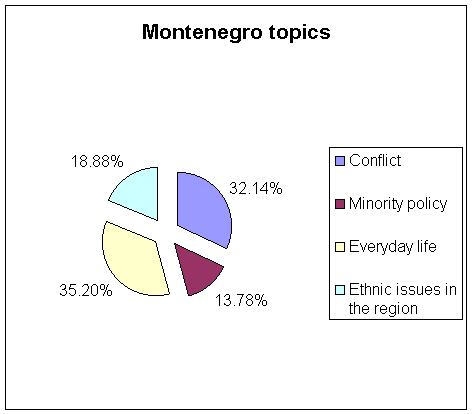 Montenegro topics
18.88%
32.14%
35.20%
13.78%
Conflict
Minority policy
Everyday life
Ethnic issues in
the region